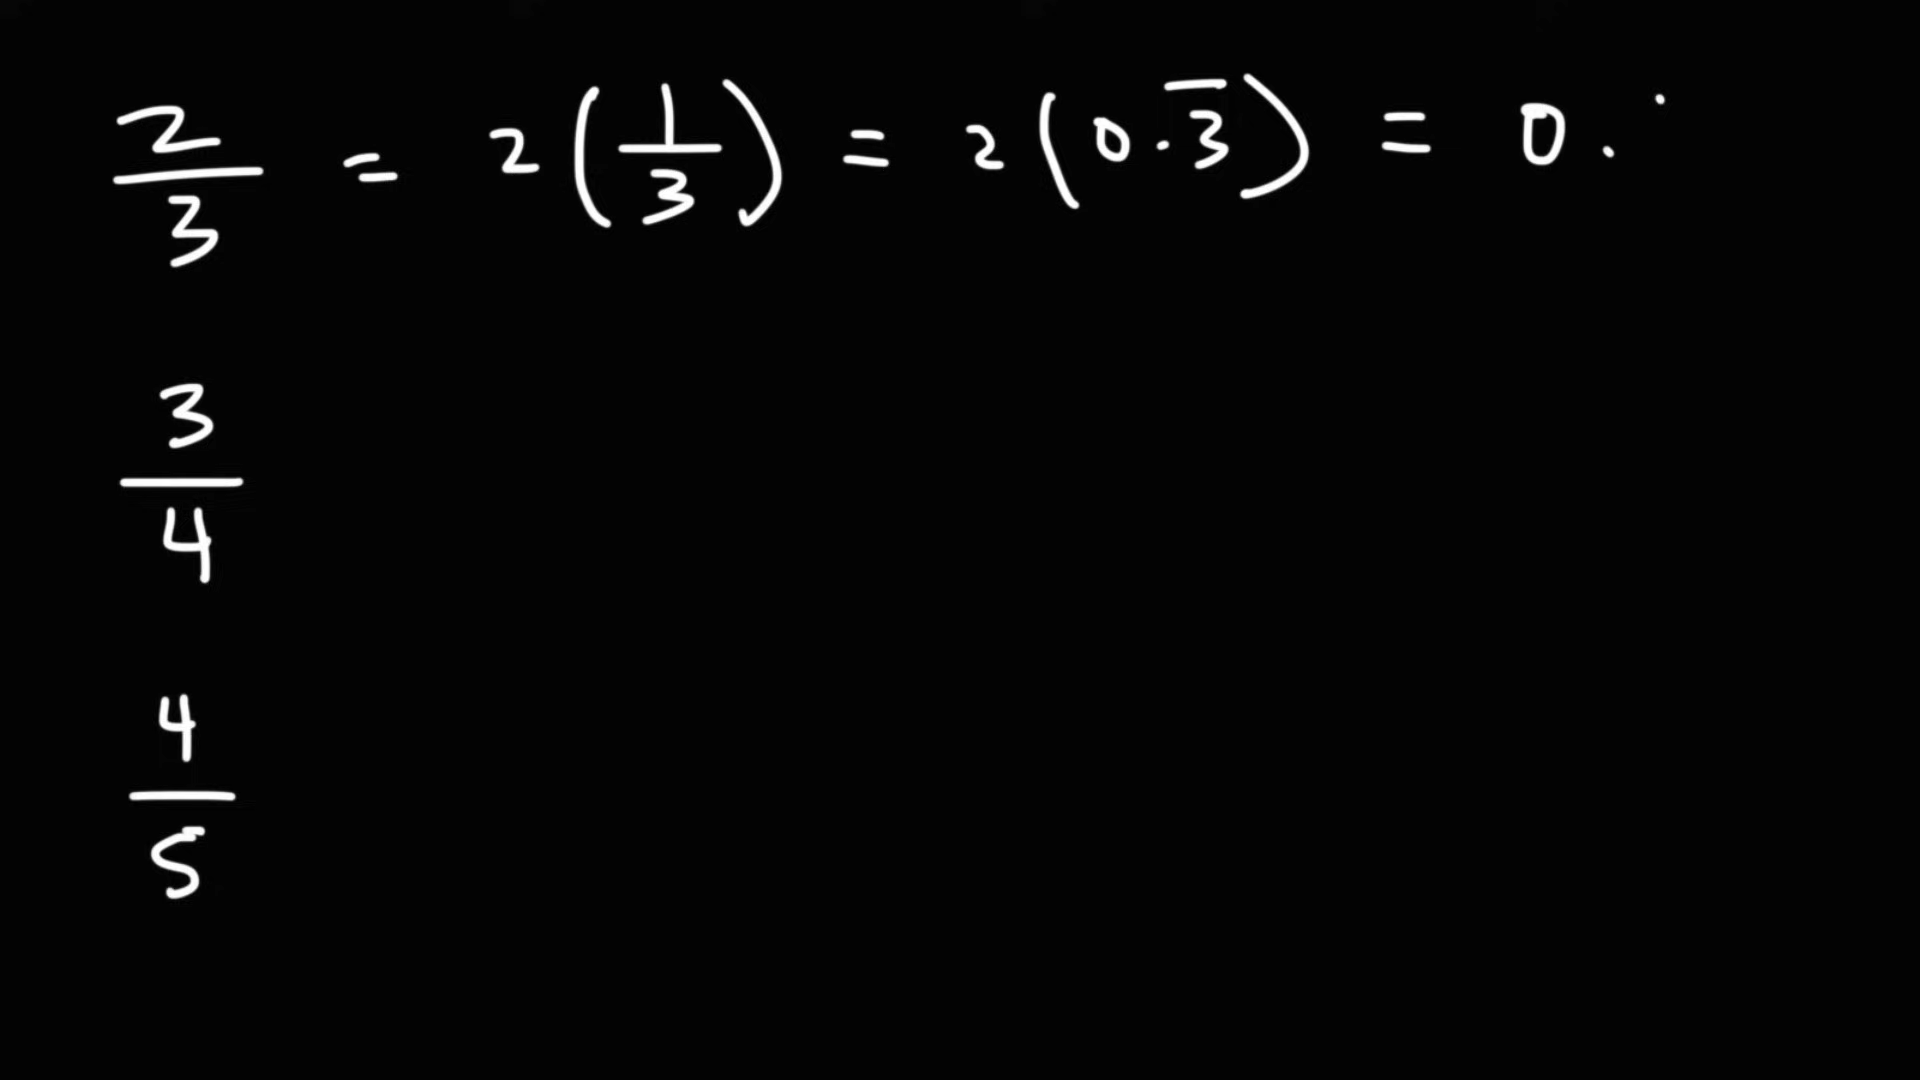 2/3 = 2(1/3) = 2(0.3̅) = 0.
3/4
4/5